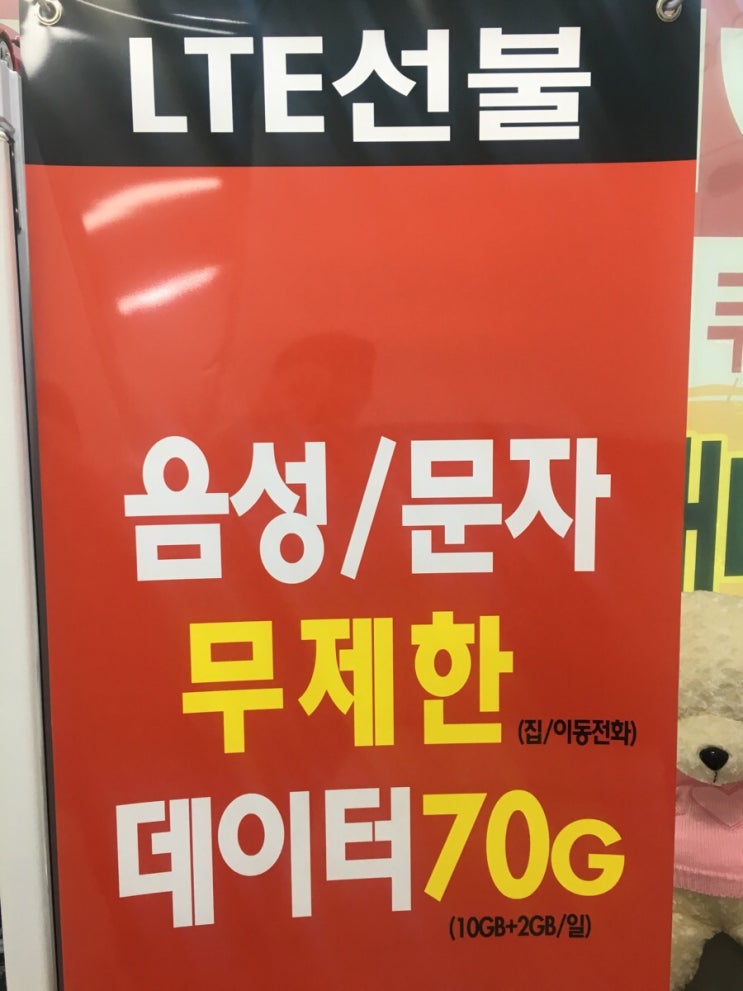 LTE선불
음성/문자
무제한
(집/이동전화)
데이터70G
(10GB+2GB/일)